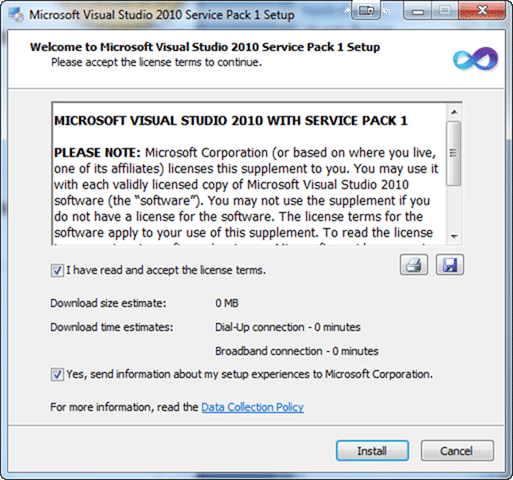 Microsoft Visual Studio 2010 Service Pack 1 Setup
Welcome to Microsoft Visual Studio 2010 Service Pack 1 Setup
Please accept the license terms to continue.
MICROSOFT VISUAL STUDIO 2010 WITH SERVICE PACK 1
PLEASE NOTE: Microsoft Corporation (or based on where you live,
one of its affiliates) licenses this supplement to you. You may use it
with each validly licensed copy of Microsoft Visual Studio 2010
software (the “software”). You may not use the supplement if you
do not have a license for the software. The license terms for the
software apply to your use of this supplement. To read the license
I have read and accept the license terms.
Download size estimate: 0 MB
Download time estimates: Dial-Up connection - 0 minutes
Broadband connection - 0 minutes
Yes, send information about my setup experiences to Microsoft Corporation.
For more information, read the Data Collection Policy
Install Cancel